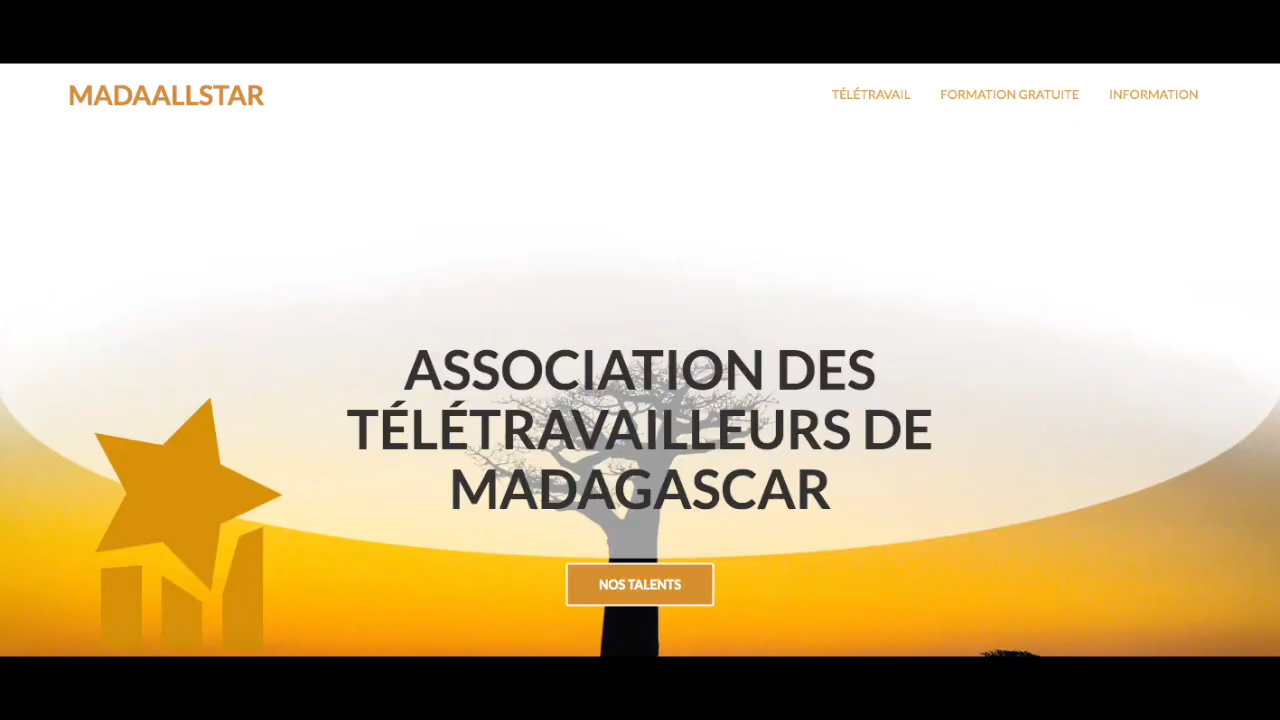 MADAALLSTAR
TÉLÉTRAVAIL
FORMATION GRATUITE
INFORMATION
ASSOCIATION DES
TÉLÉTRAVAILLEURS DE
MADAGASCAR
NOS TALENTS